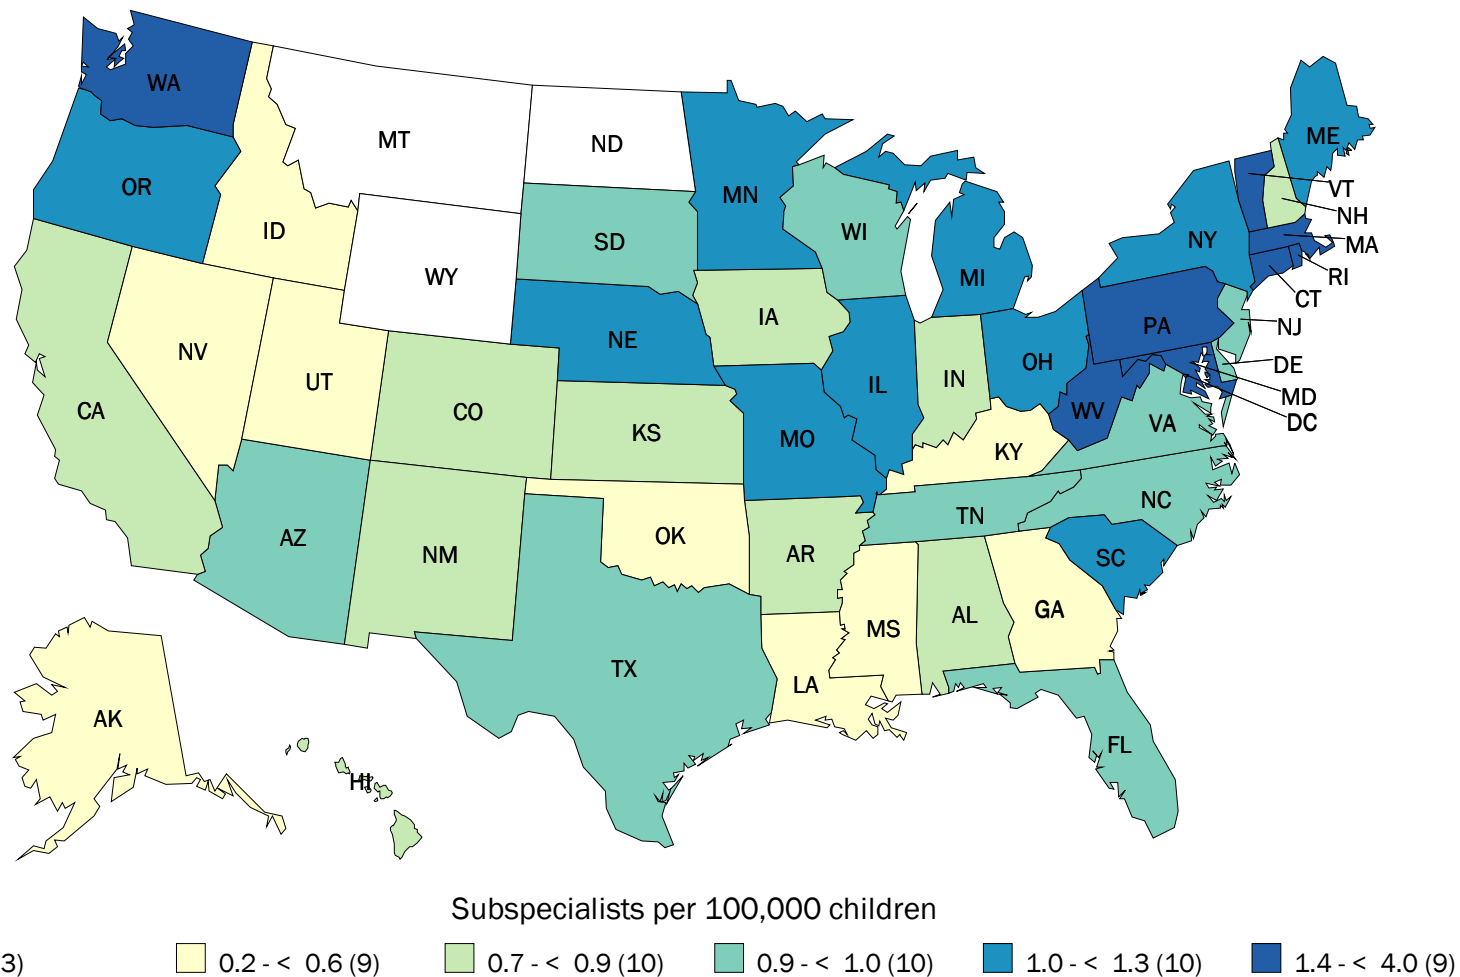 WA
MT
ND
ME
OR
MN
VT
ID
NH
SD
WI
NY
MA
WY
MI
RI
CT
IA
PA
NJ
NV
NE
OH
DE
UT
IL
IN
MD
CA
CO
WV
DC
KS
MO
VA
KY
NC
TN
AZ
OK
NM
AR
SC
GA
AL
MS
TX
LA
AK
FL
HI
Subspecialists per 100,000 children
3) 0.2 - < 0.6 (9) 0.7 - < 0.9 (10) 0.9 - < 1.0 (10) 1.0 - < 1.3 (10) 1.4 - < 4.0 (9)